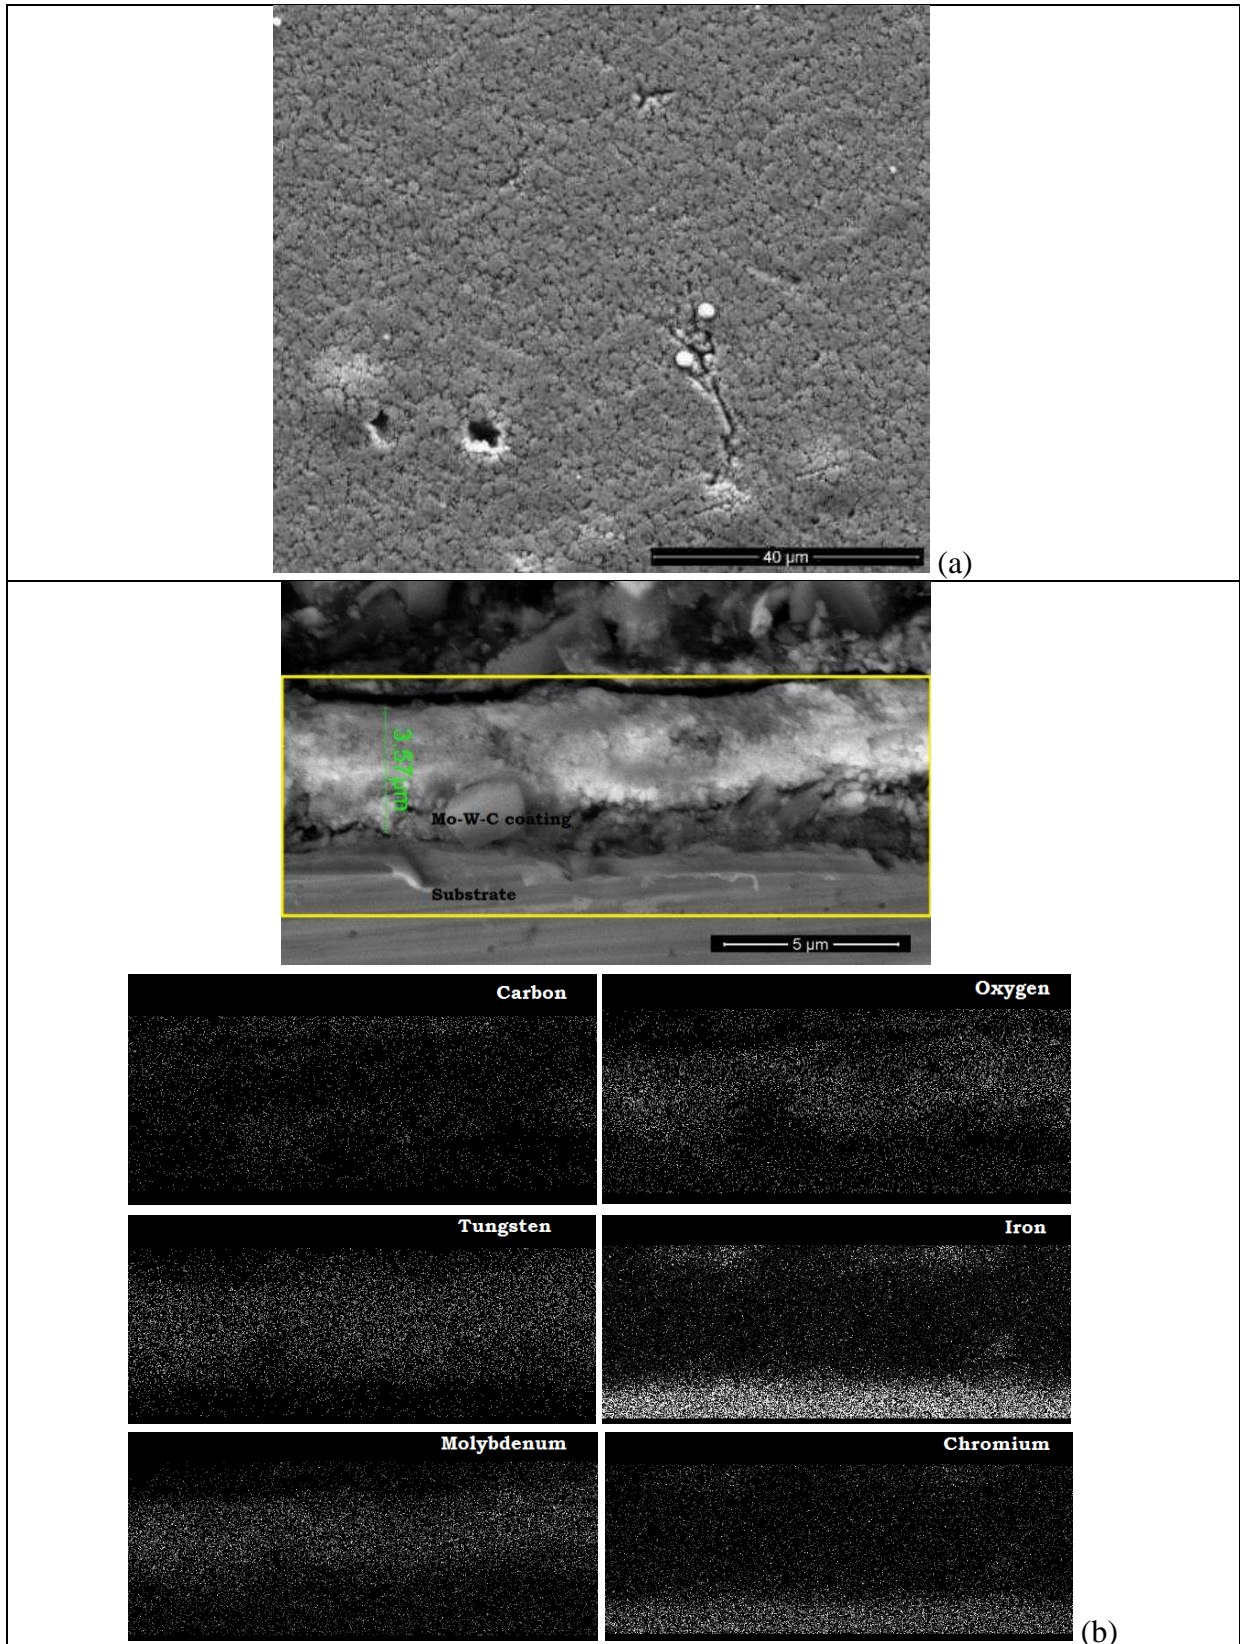 40 µm
(a)
3.57µm
Mo-W-C coating
Substrate
5 µm
Carbon
Oxygen
Tungsten
Iron
Molybdenum
Chromium
(b)